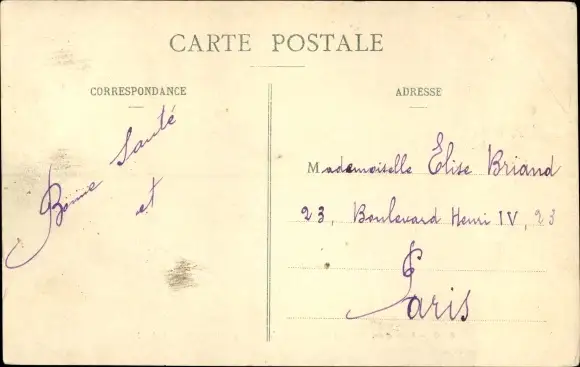 CARTE POSTALE
CORRESPONDANCE
Bonne Santé
et
ADRESSE
Mademoiselle Elise Briand
23, Boulevard Henri IV, 23
Paris